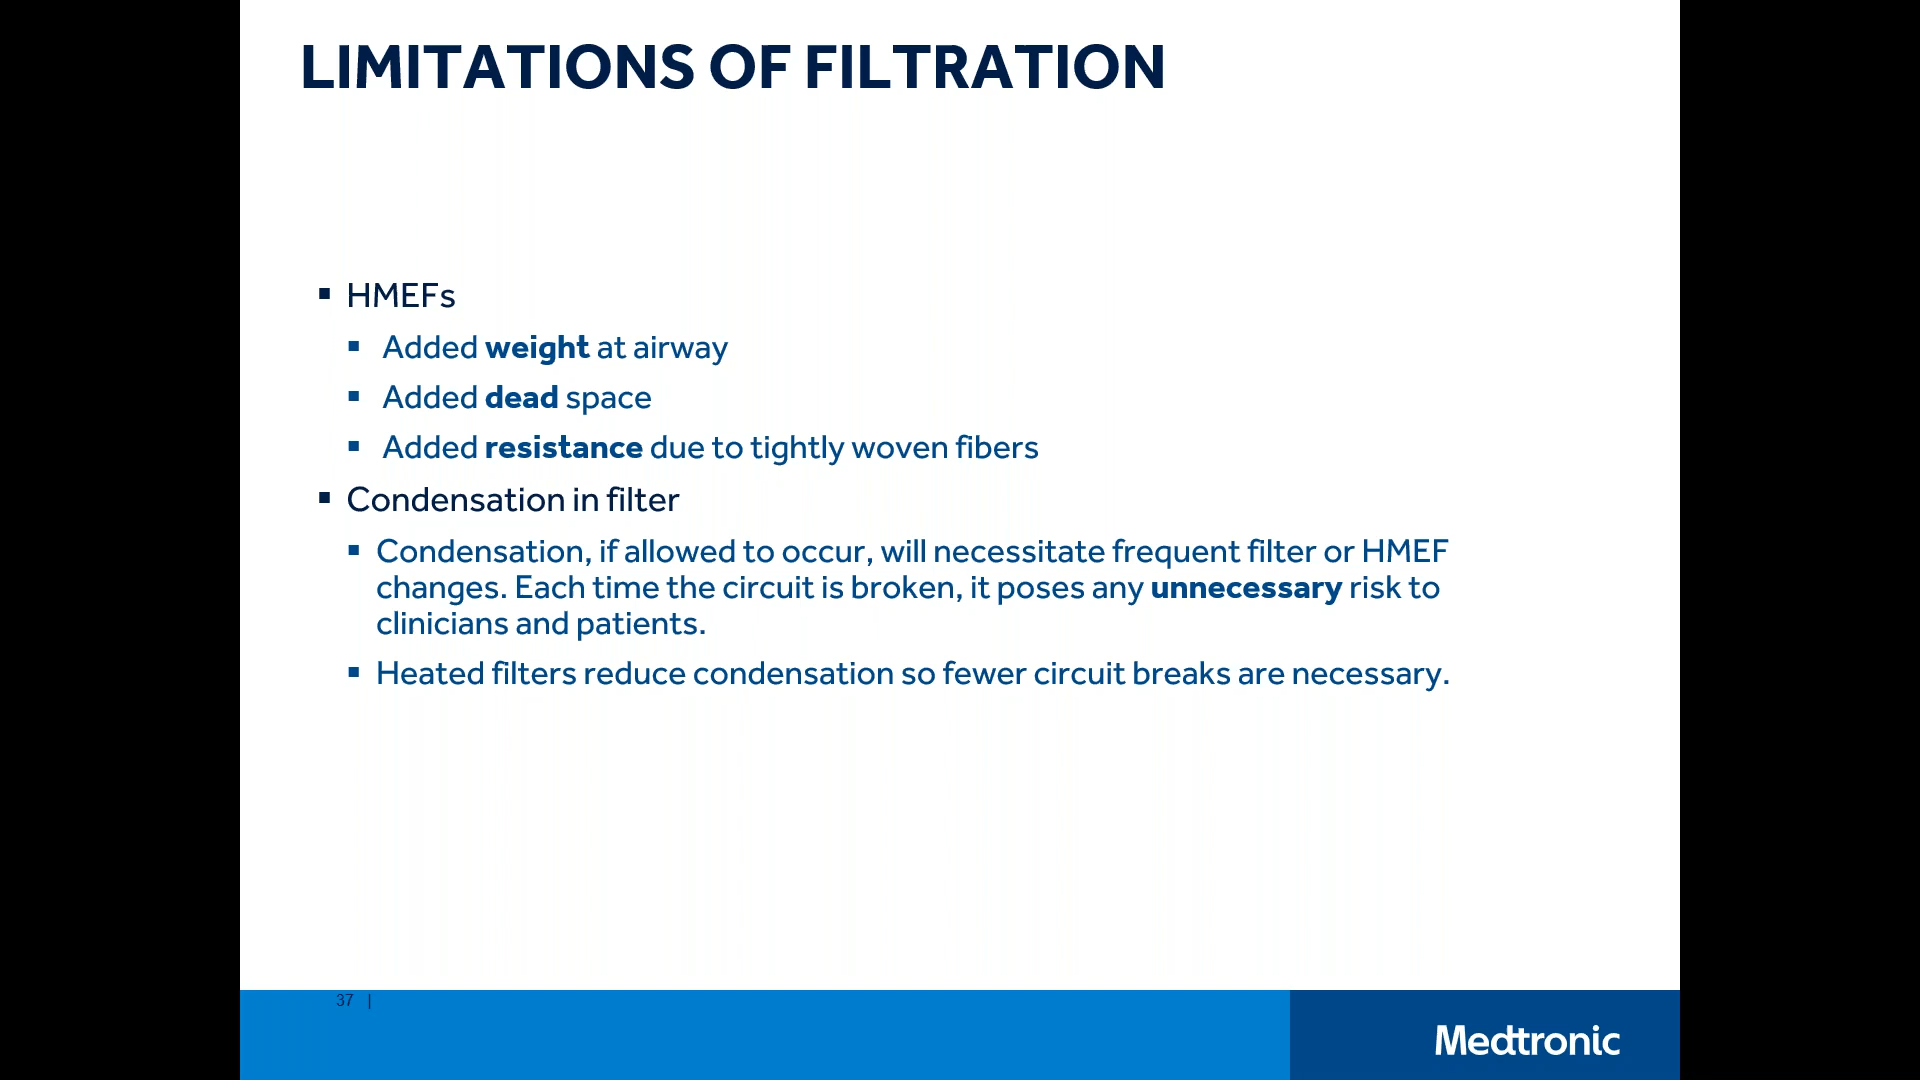 LIMITATIONS OF FILTRATION
HMEFs
Added weight at airway
Added dead space
Added resistance due to tightly woven fibers
Condensation in filter
Condensation, if allowed to occur, will necessitate frequent filter or HMEF
changes. Each time the circuit is broken, it poses any unnecessary risk to
clinicians and patients.
Heated filters reduce condensation so fewer circuit breaks are necessary.
37 |
Medtronic